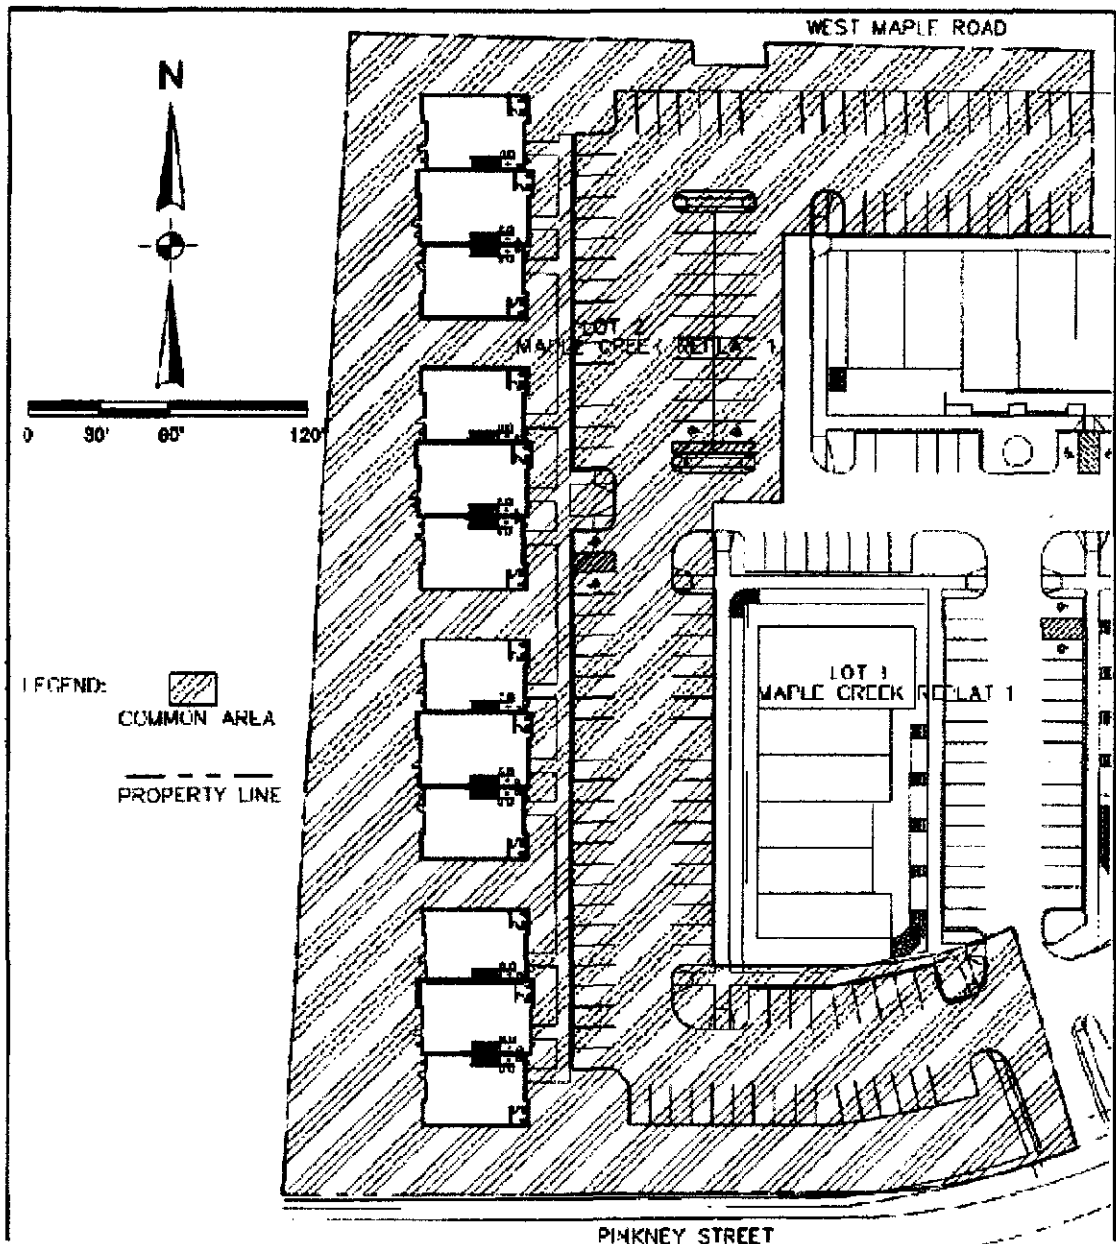 WEST MAPLE ROAD
N
LOT 2
MAPLE CREEK REPLAT 1
0 30' 60' 120'
LEGEND:
COMMON AREA
PROPERTY LINE
LOT 1
MAPLE CREEK REPLAT 1
PINKNEY STREET